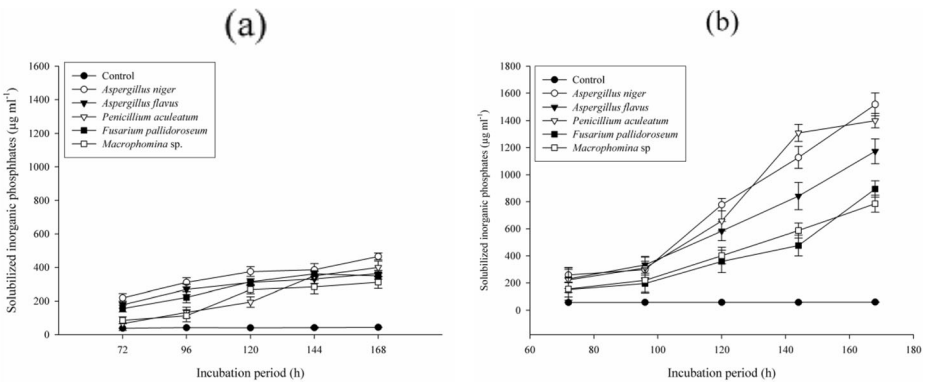 (a)
Solubilized inorganic phosphhates (µg ml-1)
1600
1400
1200
1000
800
600
400
200
0
Control
Aspergillus niger
Aspergillus flavus
Penicillium aculeatum
Fusarium pallidoroseum
Macrophomina sp.
72
96
120
144
168
Incubation period (h)
(b)
Solubilized inorganic phosphates (µg ml-1)
1800
1600
1400
1200
1000
800
600
400
200
0
Control
Aspergillus niger
Aspergillus flavus
Penicillium aculeatum
Fusarium pallidoroseum
Macrophomina sp
60
80
100
120
140
160
180
Incubation period (h)